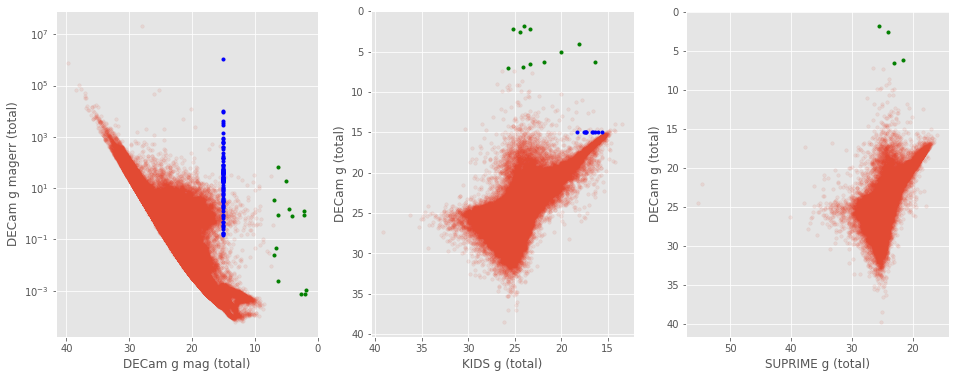 DECam g magerr (total)
10^7
10^5
10^3
10^1
10^-1
10^-3
40 30 20 10 0
DECam g mag (total)
DECam g (total)
0
5
10
15
20
25
30
35
40
40 35 30 25 20 15
KIDS g (total)
DECam g (total)
0
5
10
15
20
25
30
35
40
50 40 30 20
SUPRIME g (total)